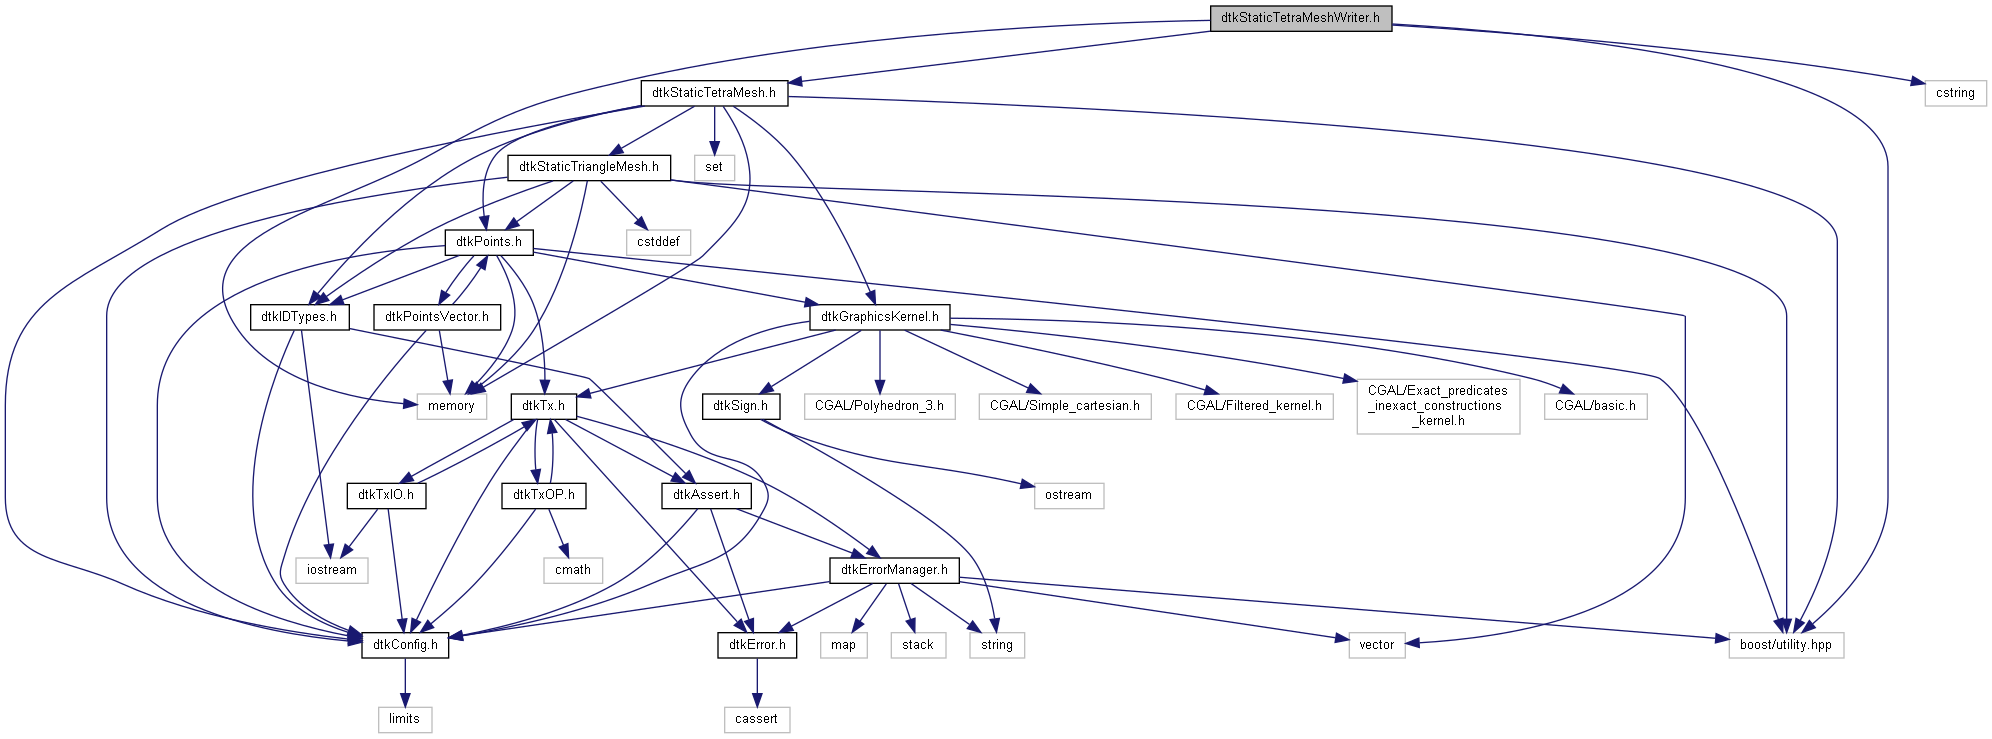 dtkStaticTetraMeshWriter.h
dtkStaticTetraMesh.h
cstring
dtkStaticTriangleMesh.h
set
dtkPoints.h
cstddef
dtkIDTypes.h
dtkPointsVector.h
dtkGraphicsKernel.h
memory
dtkTx.h
dtkSign.h
CGAL/Polyhedron_3.h
CGAL/Simple_cartesian.h
CGAL/Filtered_kernel.h
CGAL/Exact_predicates
_inexact_constructions
_kernel.h
CGAL/basic.h
dtkTxIO.h
dtkTxOP.h
dtkAssert.h
ostream
iostream
cmath
dtkErrorManager.h
dtkConfig.h
dtkError.h
map
stack
string
vector
boost/utility.hpp
limits
cassert